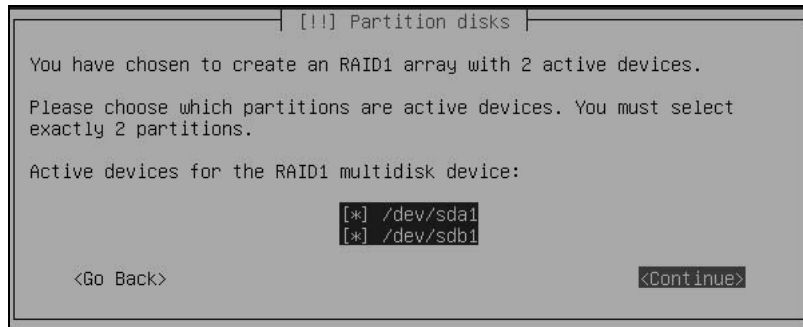 [!!] Partition disks
You have chosen to create an RAID1 array with 2 active devices.
Please choose which partitions are active devices. You must select
exactly 2 partitions.
Active devices for the RAID1 multidisk device:
[*] /dev/sda1
[*] /dev/sdb1
<Go Back> <Continue>